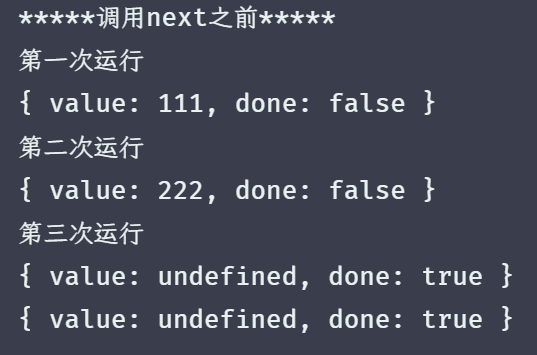 *****调用next之前*****
第一次运行
{ value: 111, done: false }
第二次运行
{ value: 222, done: false }
第三次运行
{ value: undefined, done: true }
{ value: undefined, done: true }